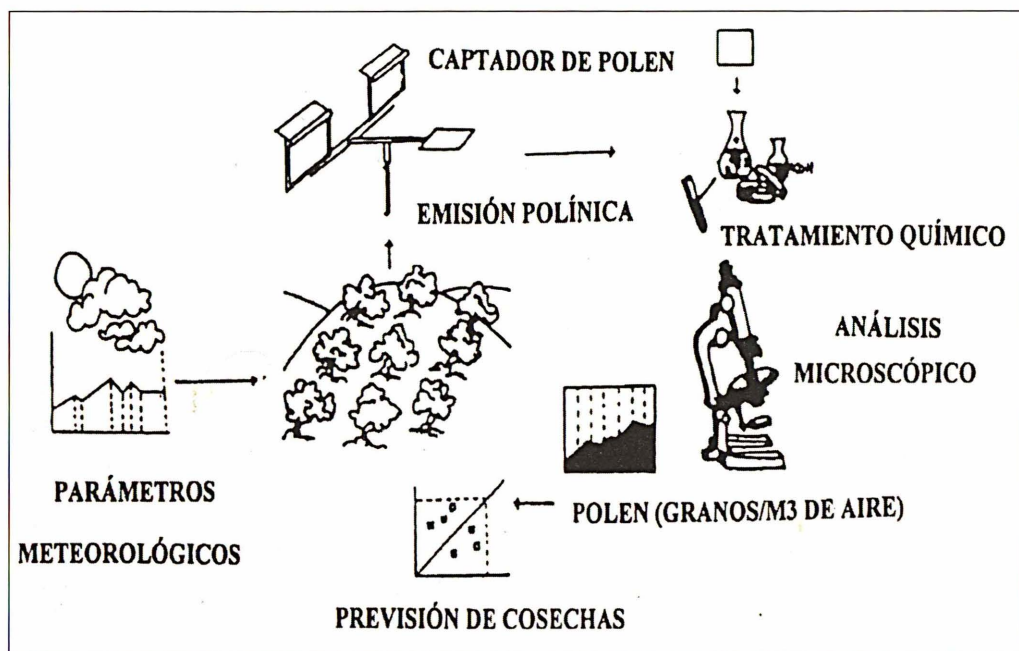 CAPTADOR DE POLEN
EMISIÓN POLÍNICA
TRATAMIENTO QUÍMICO
ANÁLISIS
MICROSCÓPICO
PARÁMETROS
METEOROLÓGICOS
POLEN (GRANOS/M3 DE AIRE)
PREVISIÓN DE COSECHAS